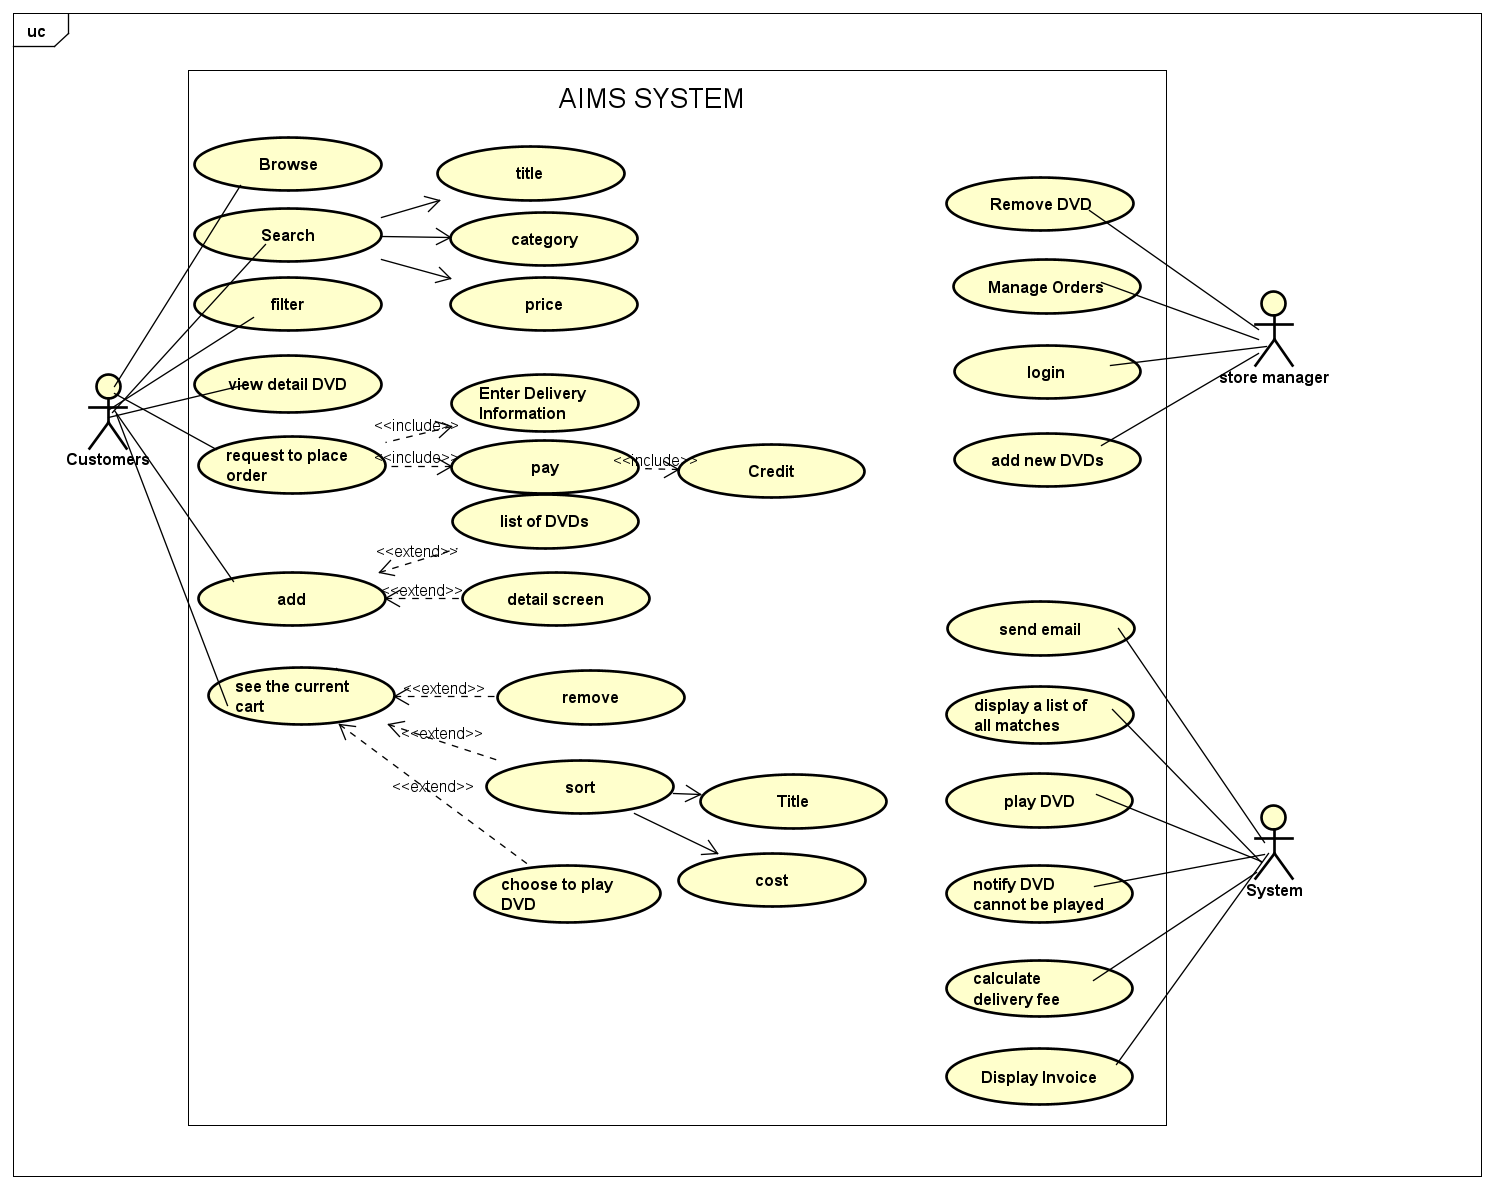 uc
AIMS SYSTEM
Browse
title
Search
category
filter
price
view detail DVD
Enter Delivery
Information
<<include>>
request to place
order
<<include>>
pay
<<include>>
Credit
list of DVDs
<<extend>>
add
<<extend>>
detail screen
see the current
cart
<<extend>>
remove
<<extend>>
<<extend>>
sort
Title
cost
choose to play
DVD
Customers
Remove DVD
Manage Orders
login
add new DVDs
store manager
send email
display a list of
all matches
play DVD
notify DVD
cannot be played
calculate
delivery fee
Display Invoice
System